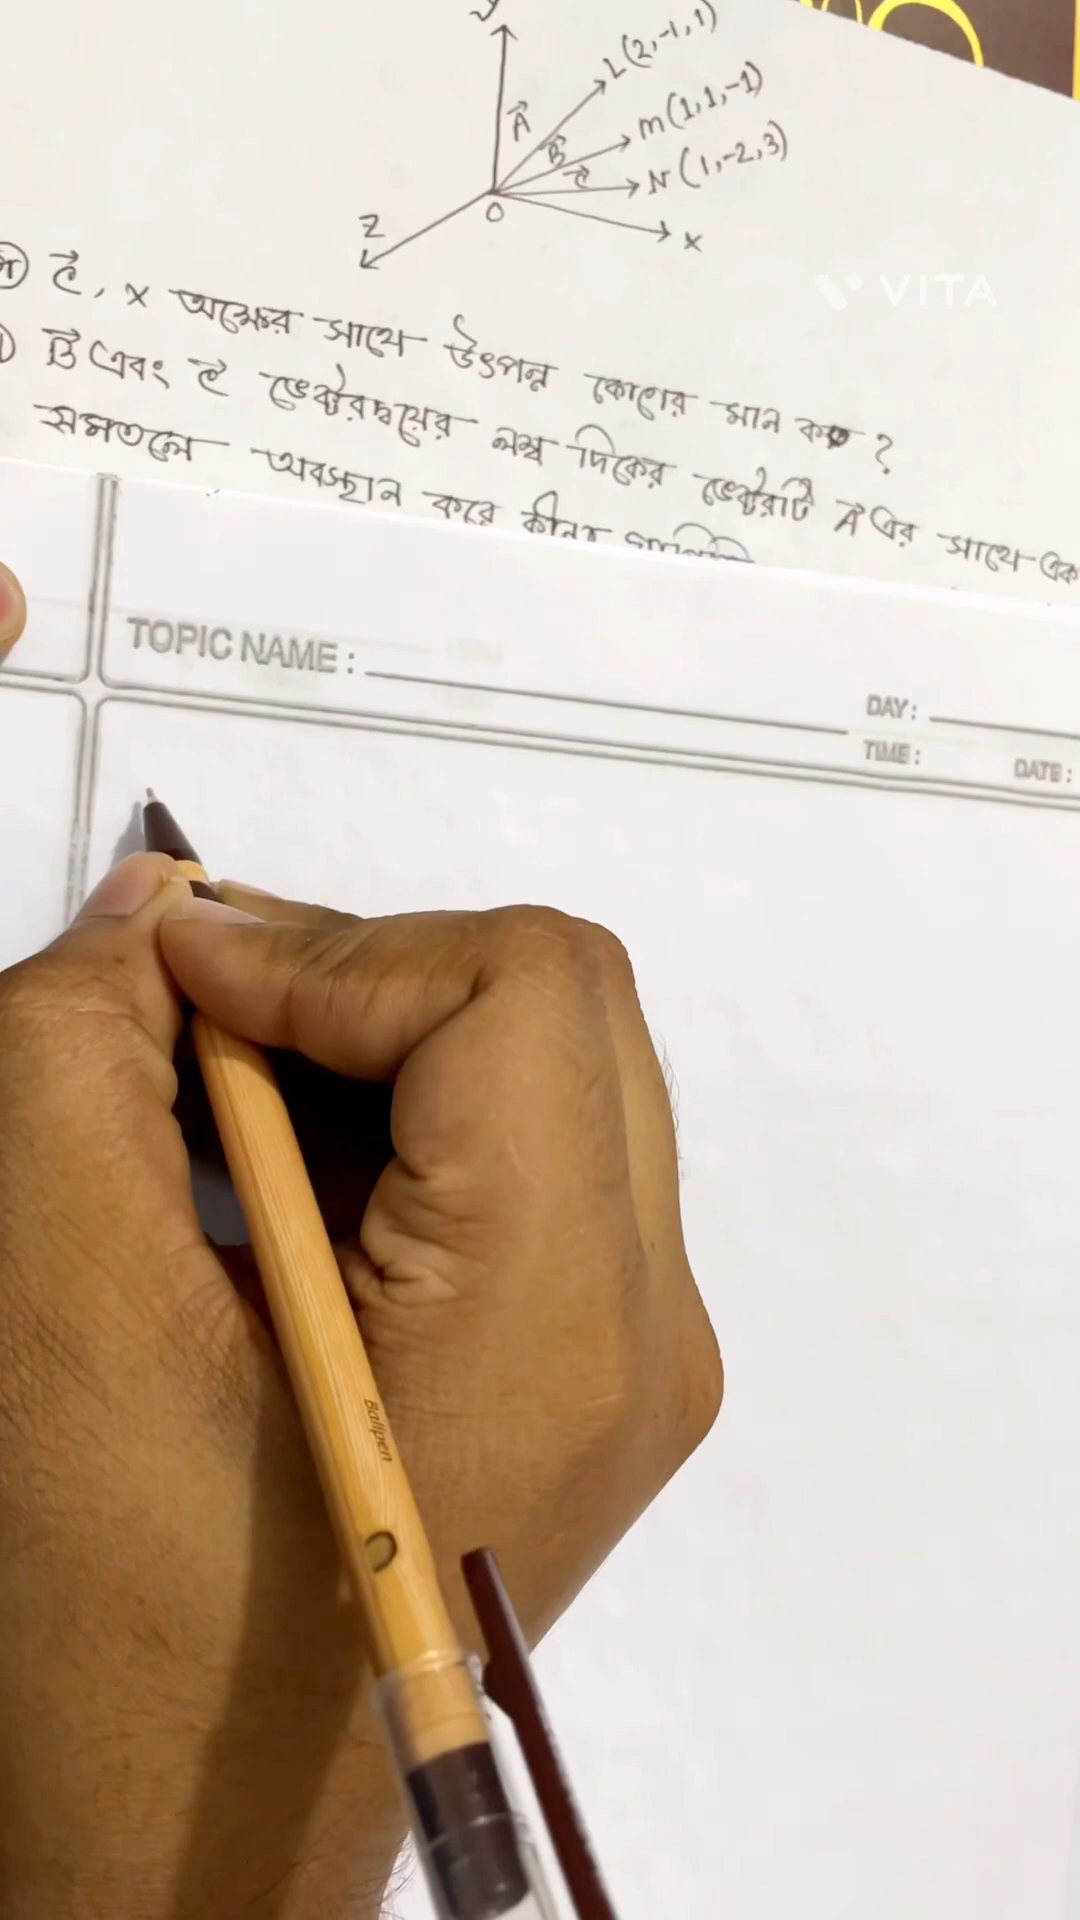 y
L(2,-1,1)
m(1,1,-1)
N(1,-2,3)
A
B
C
O
Z
x
VITA
C, x অক্ষের সাথে উৎপন্ন কোণের মান কত ?
B এবং C ভেক্টরদ্বয়ের লম্ব দিকের ভেক্টরটি A এর সাথে এক
সমতলে অবস্থান করে কীনা
TOPIC NAME :
DAY :
TIME :
DATE :
Ballpen